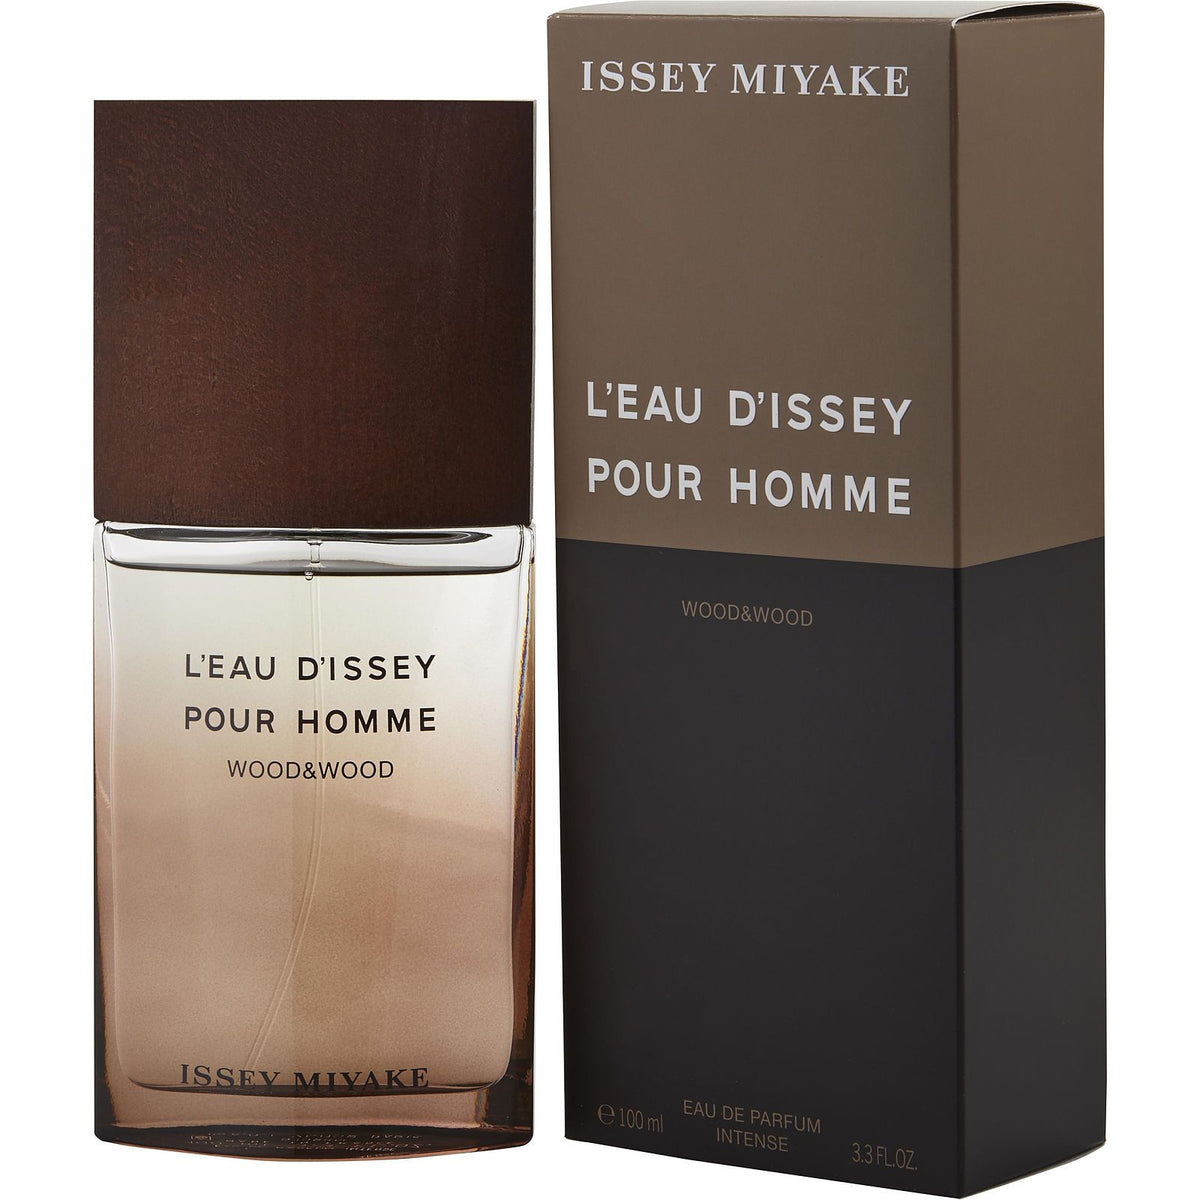 L'EAU D'ISSEY
POUR HOMME
WOOD&WOOD
ISSEY MIYAKE
ISSEY MIYAKE
L'EAU D'ISSEY
POUR HOMME
WOOD&WOOD
℮ 100 ml
EAU DE PARFUM
INTENSE
3.3 FL.OZ.